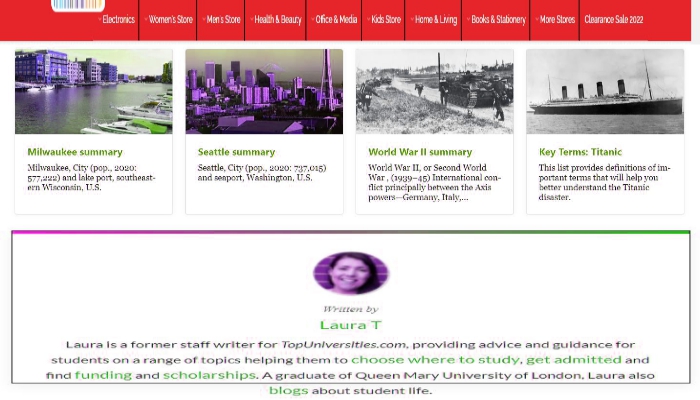 Electronics Women's Store Men's Store Health & Beauty Office & Media Kids Store Home & Living Books & Stationery More Stores Clearance Sale 2022
Milwaukee summary
Milwaukee, City (pop., 2020:
577,222) and lake port, southeast-
ern Wisconsin, U.S.
Seattle summary
Seattle, City (pop., 2020: 737,015)
and seaport, Washington, U.S.
World War II summary
World War II, or Second World
War , (1939–45) International con-
flict principally between the Axis
powers—Germany, Italy,...
Key Terms: Titanic
This list provides definitions of im-
portant terms that will help you
better understand the Titanic
disaster.
Written by
Laura T
Laura is a former staff writer for TopUniversities.com, providing advice and guidance for
students on a range of topics helping them to choose where to study, get admitted and
find funding and scholarships. A graduate of Queen Mary University of London, Laura also
blogs about student life.